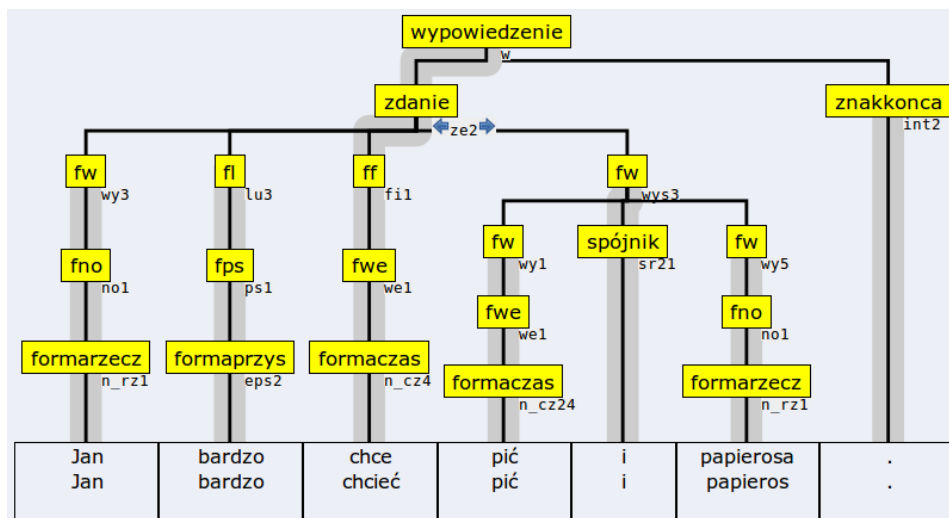 wypowiedzenie
w
zdanie znakkonca
ze2 int2
fw fl ff fw
wy3 lu3 fi1 wys3
fw spójnik fw
wy1 sr21 wy5
fno fps fwe
no1 ps1 we1
fwe fno
we1 no1
formarzecz formaprzys formaczas
n_rz1 eps2 n_cz4
formaczas formarzecz
n_cz24 n_rz1
Jan bardzo chce pić i papierosa .
Jan bardzo chcieć pić i papieros .